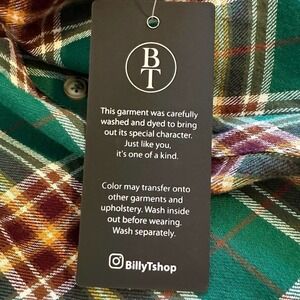 B
T
This garment was carefully
washed and dyed to bring
out its special character.
Just like you,
it's one of a kind.
Color may transfer onto
other garments and
upholstery. Wash inside
out before wearing.
Wash separately.
BillyTshop